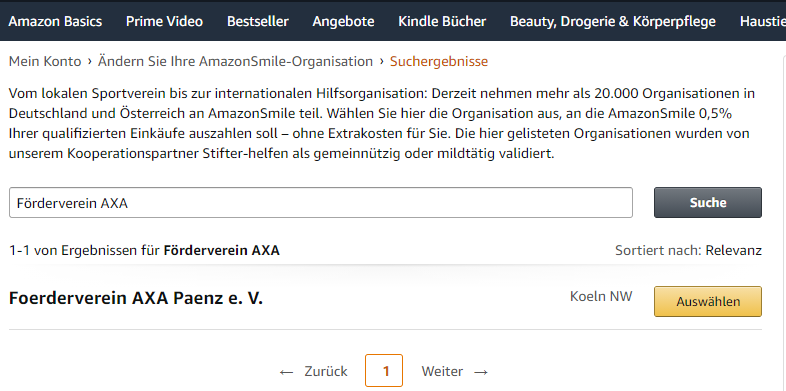 Amazon Basics Prime Video Bestseller Angebote Kindle Bücher Beauty, Drogerie & Körperpflege Haustie
Mein Konto › Ändern Sie Ihre AmazonSmile-Organisation › Suchergebnisse
Vom lokalen Sportverein bis zur internationalen Hilfsorganisation: Derzeit nehmen mehr als 20.000 Organisationen in
Deutschland und Österreich an AmazonSmile teil. Wählen Sie hier die Organisation aus, an die AmazonSmile 0,5%
Ihrer qualifizierten Einkäufe auszahlen soll – ohne Extrakosten für Sie. Die hier gelisteten Organisationen wurden von
unserem Kooperationspartner Stifter-helfen als gemeinnützig oder mildtätig validiert.
Förderverein AXA Suche
1-1 von Ergebnissen für Förderverein AXA Sortiert nach: Relevanz
Foerderverein AXA Paenz e. V. Koeln NW Auswählen
← Zurück 1 Weiter →